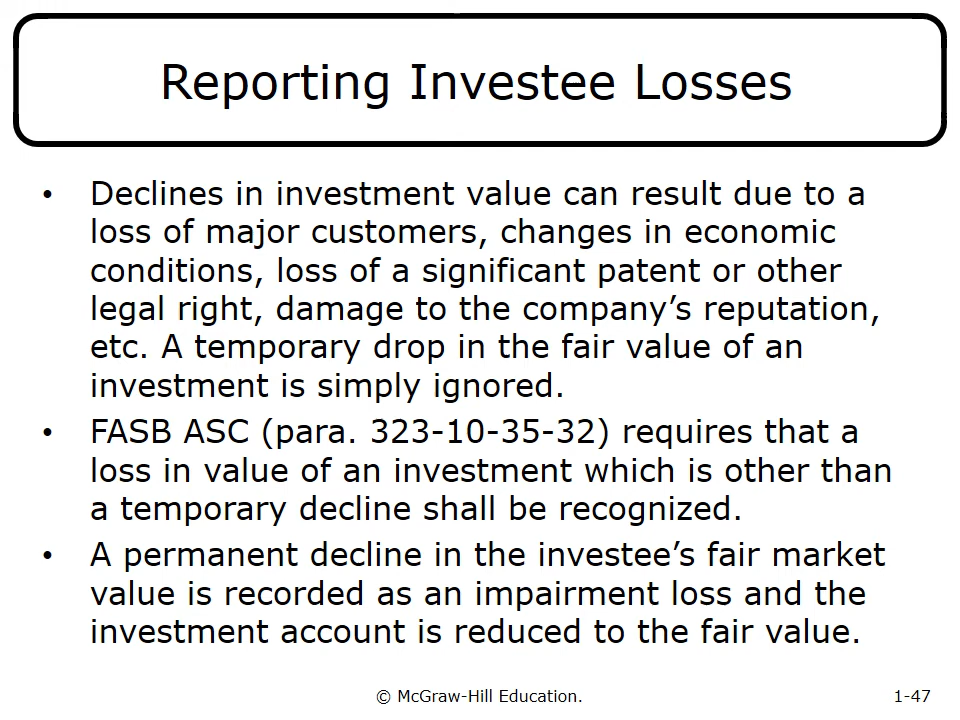 Reporting Investee Losses
• Declines in investment value can result due to a
loss of major customers, changes in economic
conditions, loss of a significant patent or other
legal right, damage to the company’s reputation,
etc. A temporary drop in the fair value of an
investment is simply ignored.
• FASB ASC (para. 323-10-35-32) requires that a
loss in value of an investment which is other than
a temporary decline shall be recognized.
• A permanent decline in the investee’s fair market
value is recorded as an impairment loss and the
investment account is reduced to the fair value.
© McGraw-Hill Education.
1-47